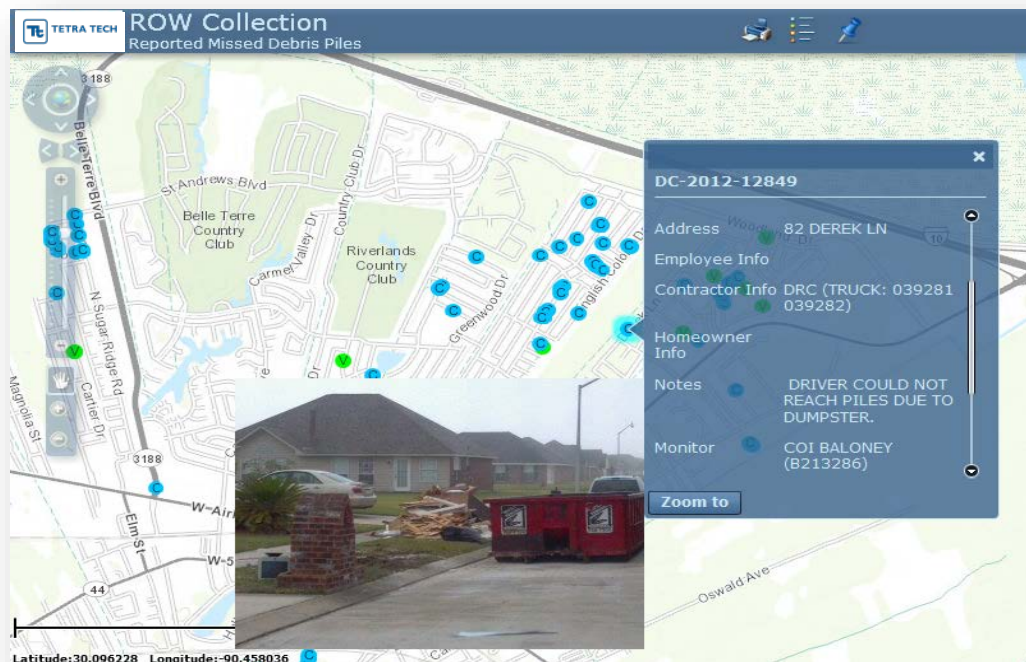 TETRA TECH
ROW Collection
Reported Missed Debris Piles
3188
Belle Terre Blvd
St Andrews Blvd
Belle Terre
Country
Club
Country Club Dr
Riverlands
Country
Club
Carmel Valley Dr
Greenwood Dr
N Sugar Ridge Rd
Cartier Dr
Magnolia St
3188
Elm St
44
Oswald Ave
10
DC-2012-12849
Address 82 DEREK LN
Employee Info
Contractor Info DRC (TRUCK: 039281
039282)
Homeowner
Info
Notes DRIVER COULD NOT
REACH PILES DUE TO
DUMPSTER.
Monitor COI BALONEY
(B213286)
Zoom to
Latitude:30.096228 Longitude:-90.458036